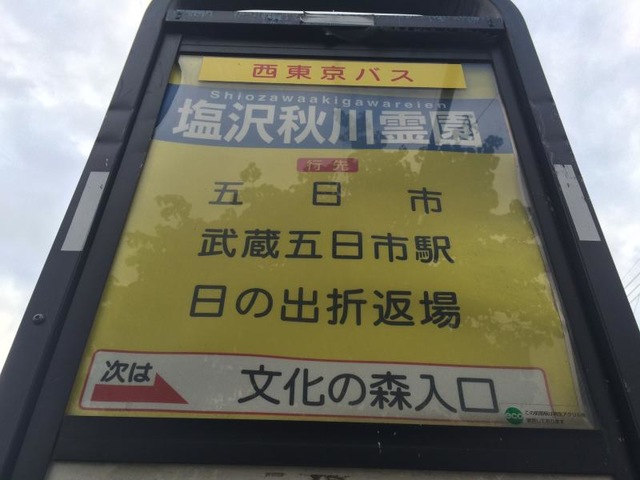 西東京バス
Shiozawaakigawareien
塩沢秋川霊園
行先
五日市
武蔵五日市駅
日の出折返場
次は
文化の森入口
eco